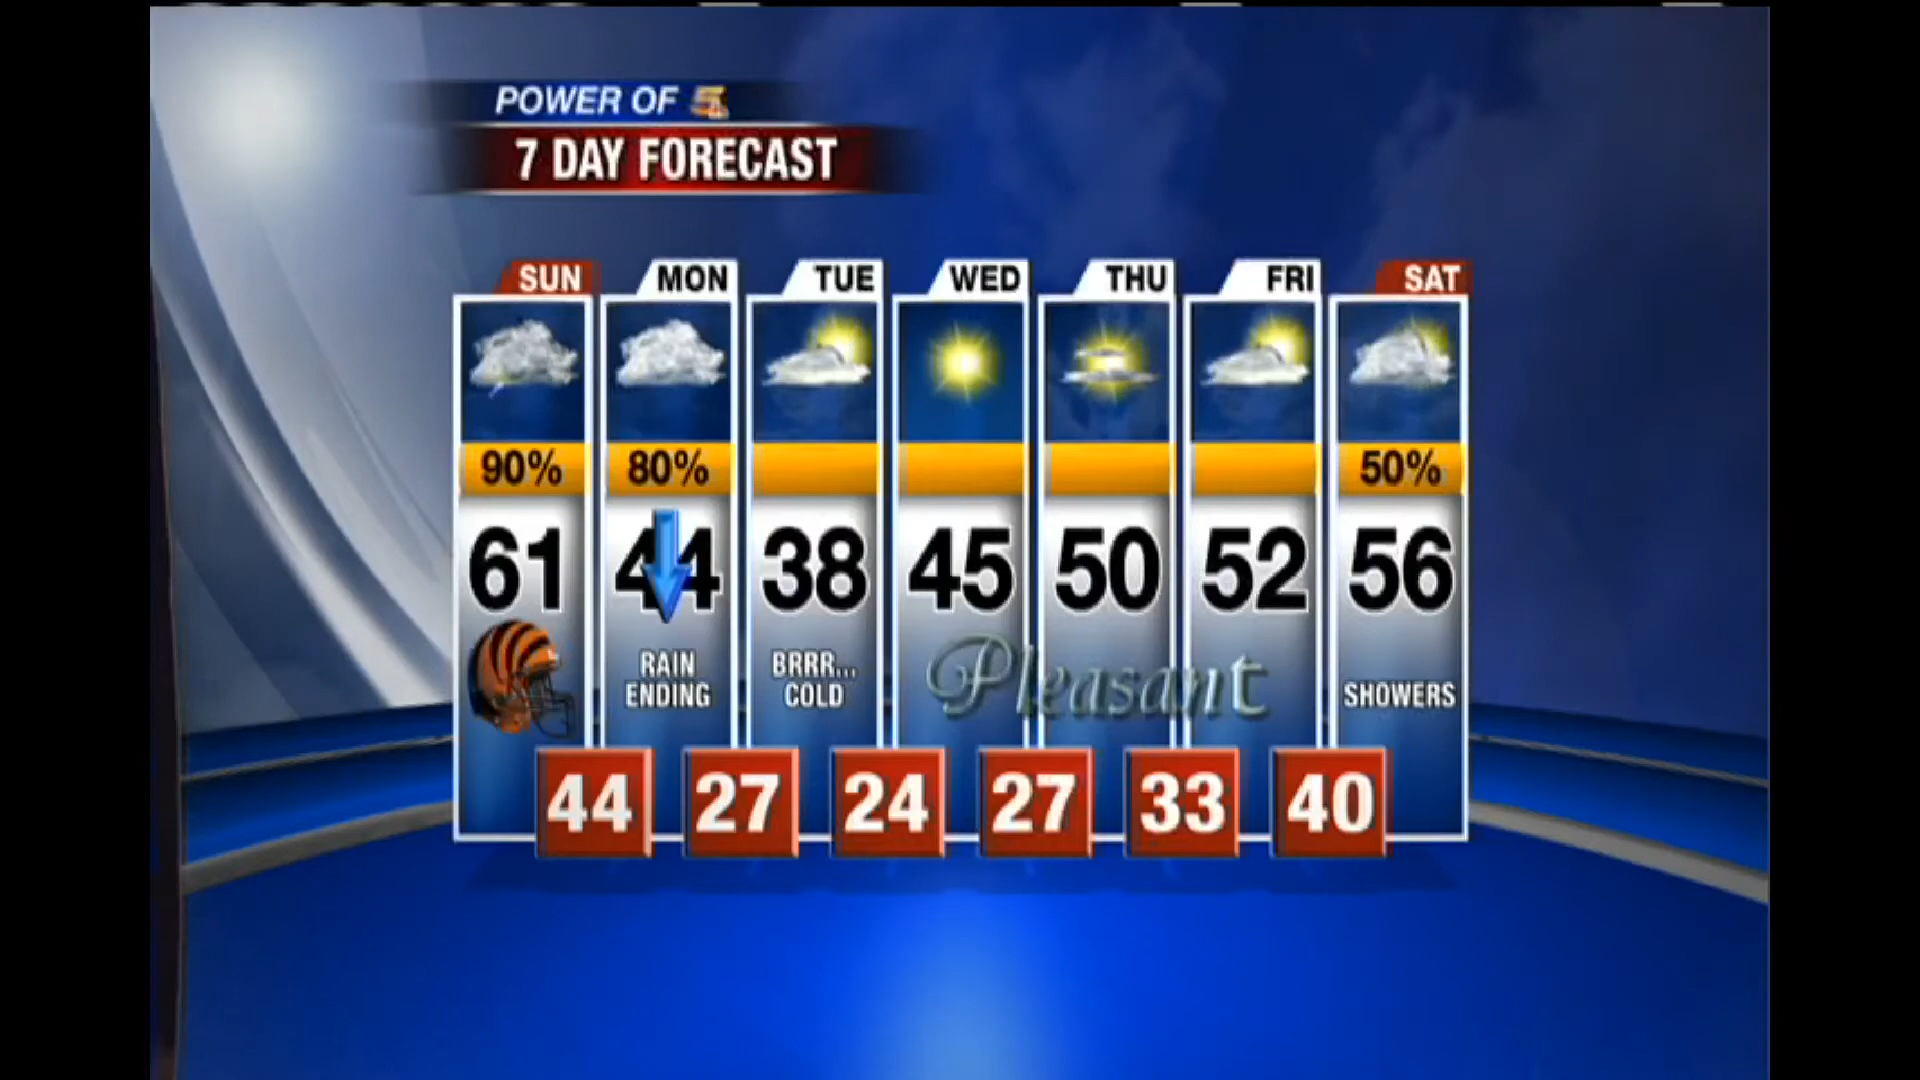 POWER OF 5
7 DAY FORECAST
SUN MON TUE WED THU FRI SAT
90% 80% 50%
61 44 38 45 50 52 56
RAIN ENDING
BRRR... COLD
Pleasant
SHOWERS
44 27 24 27 33 40